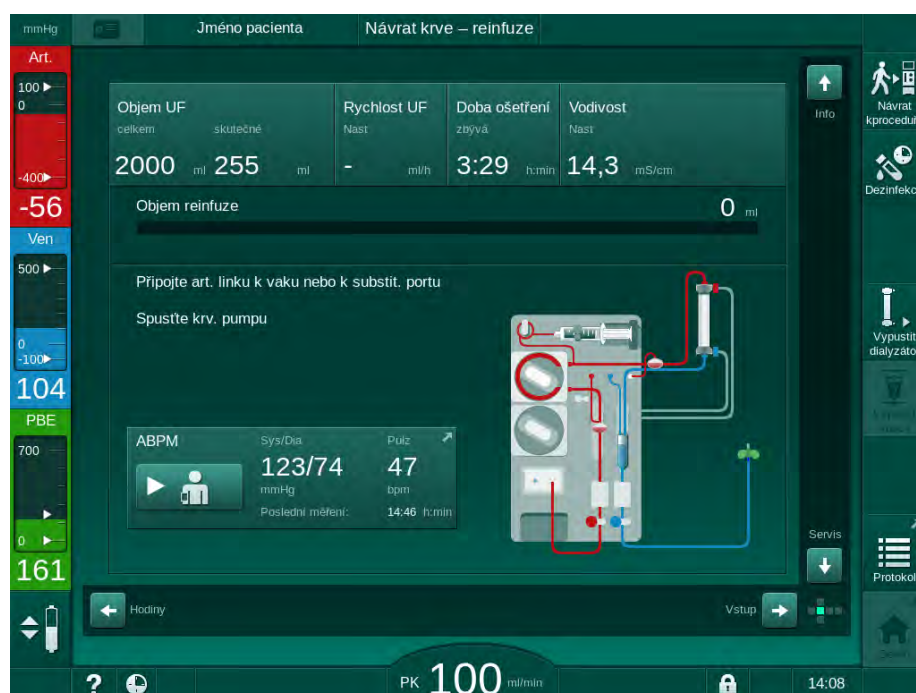 mmHg
Jméno pacienta
Návrat krve – reinfuze
Art.
100
0
-400
-56
Ven
500
0
-100
104
PBE
700
0
161
Objem UF
celkem
skutečné
2000 ml 255 ml
Rychlost UF
Nast
- ml/h
Doba ošetření
zbývá
3:29 h:min
Vodivost
Nast
14,3 mS/cm
Objem reinfuze
0 ml
Připojte art. linku k vaku nebo k substit. portu
Spusťte krv. pumpu
ABPM
Sys/Dia
Pulz
123/74
47
mmHg
bpm
Poslední měření:
14:46 h:min
Info
Servis
Hodiny
Vstup
Návrat
kproceduř
Dezinfekc
Vypustit
dialyzáto
Protokol
?
PK 100 ml/min
14:08